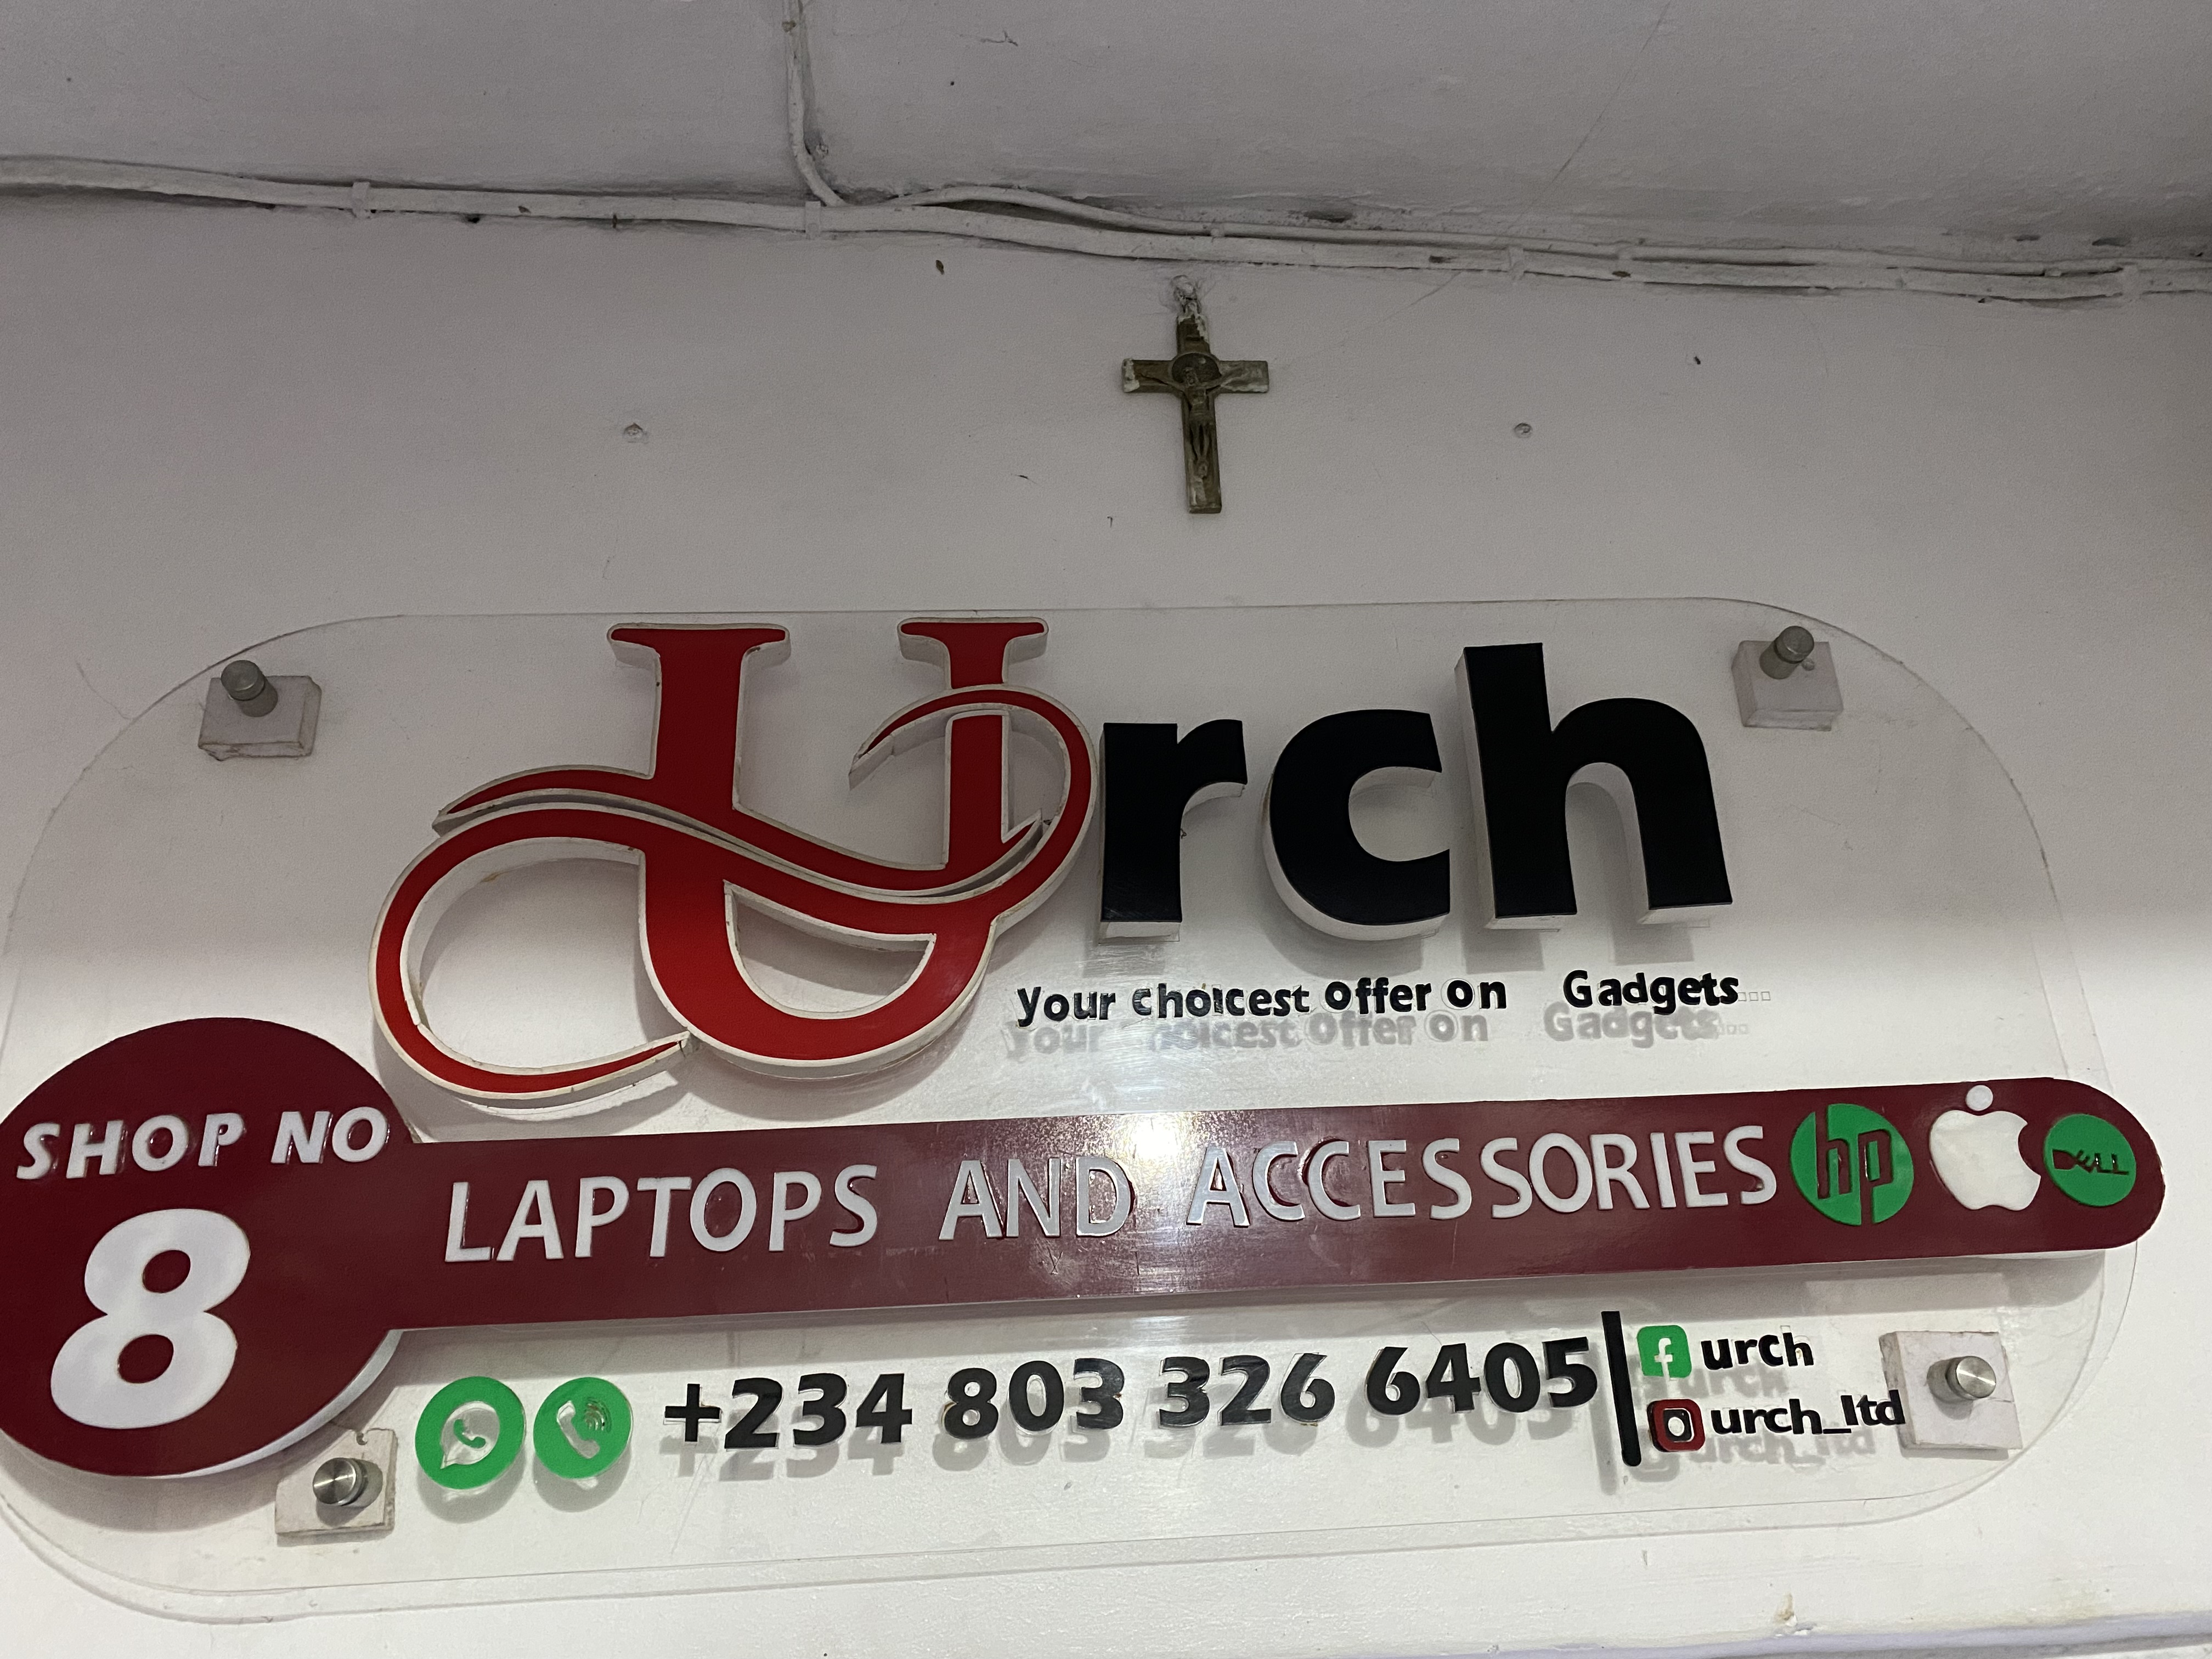 Urch
Your choicest Offer on Gadgets...
SHOP NO
8
LAPTOPS AND ACCESSORIES hp DELL
+234 803 326 6405
urch
urch_ltd